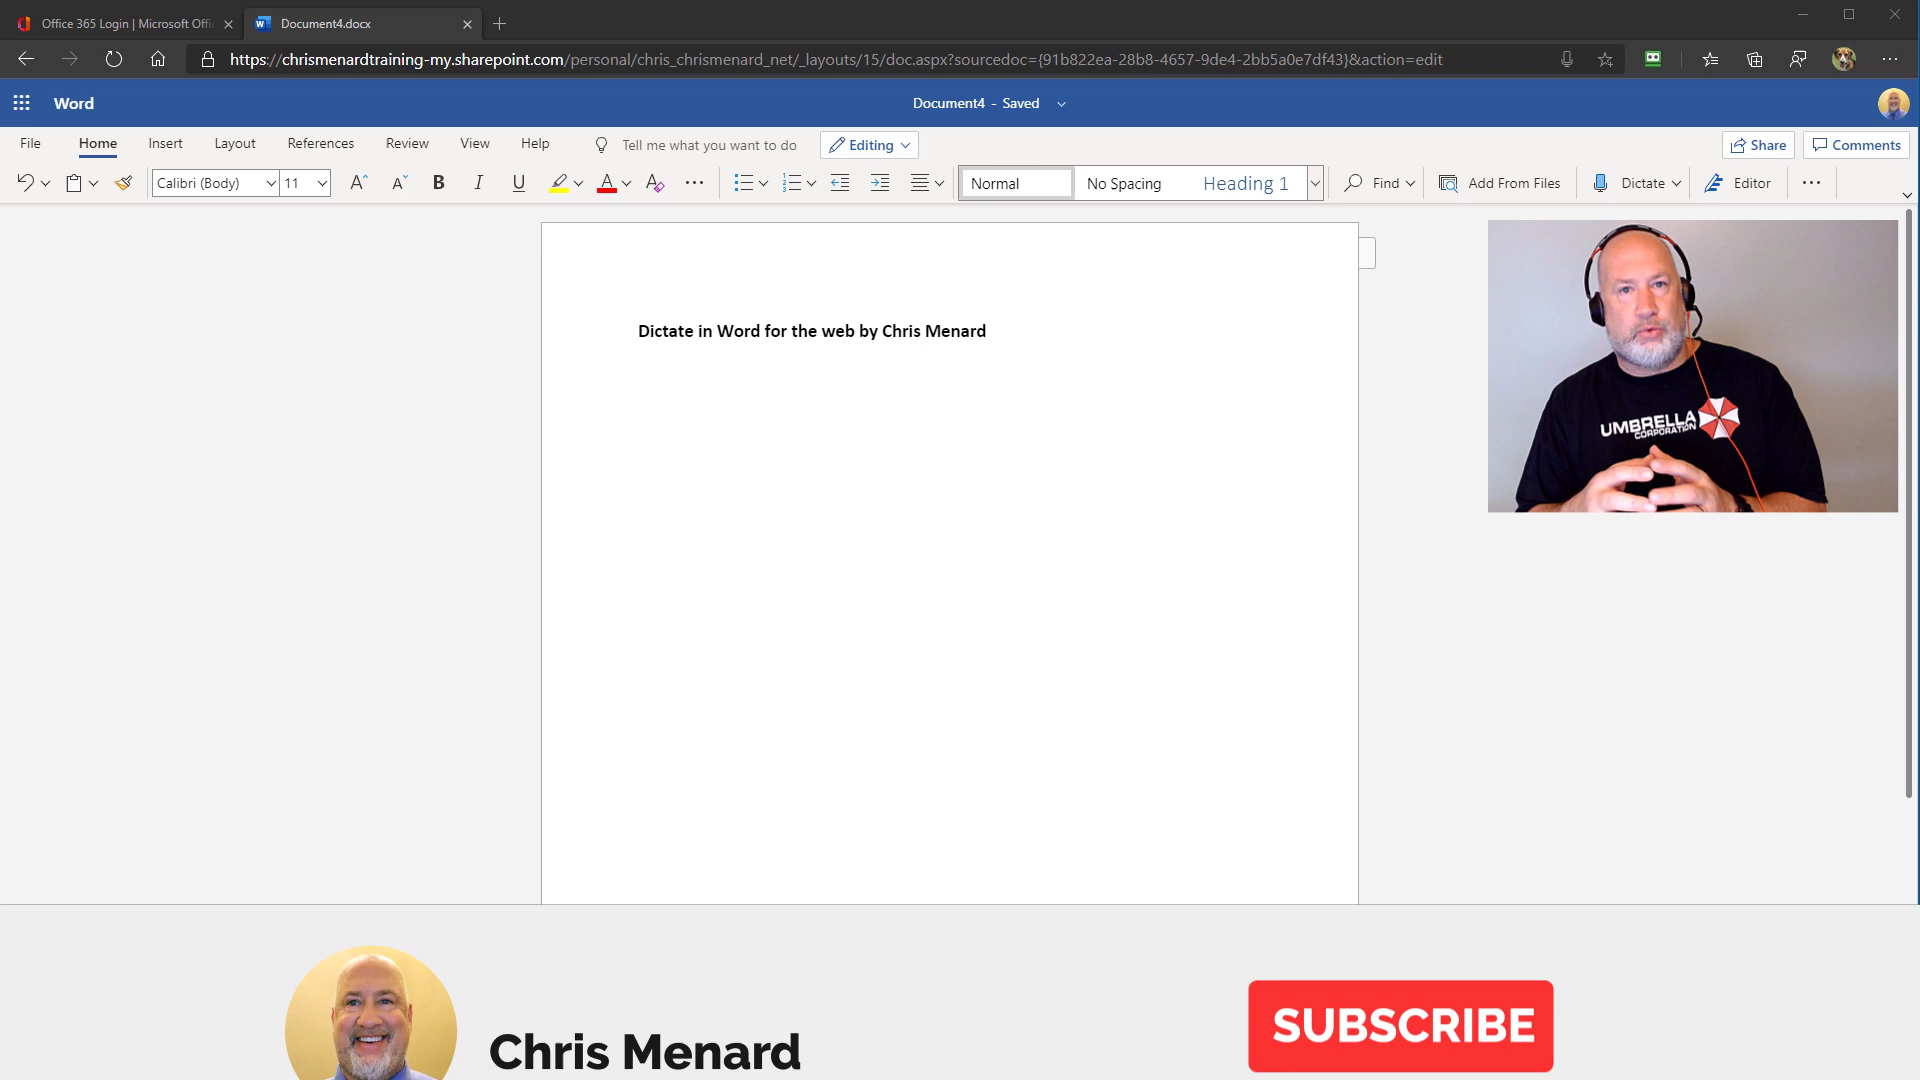 Office 365 Login | Microsoft Offi
Document4.docx
https://chrismenardtraining-my.sharepoint.com/personal/chris_chrismenard_net/_layouts/15/doc.aspx?sourcedoc={91b822ea-28b8-4657-9de4-2bb5a0e7df43}&action=edit
Word
Document4 - Saved
File Home Insert Layout References Review View Help Tell me what you want to do Editing Share Comments
Calibri (Body) 11 A A B I U A A Normal No Spacing Heading 1 Find Add From Files Dictate Editor
Dictate in Word for the web by Chris Menard
UMBRELLA
CORPORATION
Chris Menard
SUBSCRIBE